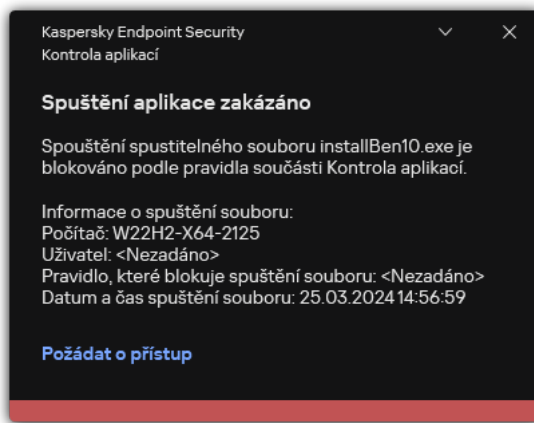 Kaspersky Endpoint Security
Kontrola aplikací
Spuštění aplikace zakázáno
Spouštění spustitelného souboru installBen10.exe je
blokováno podle pravidla součásti Kontrola aplikací.
Informace o spuštění souboru:
Počítač: W22H2-X64-2125
Uživatel: <Nezadáno>
Pravidlo, které blokuje spuštění souboru: <Nezadáno>
Datum a čas spuštění souboru: 25.03.2024 14:56:59
Požádat o přístup